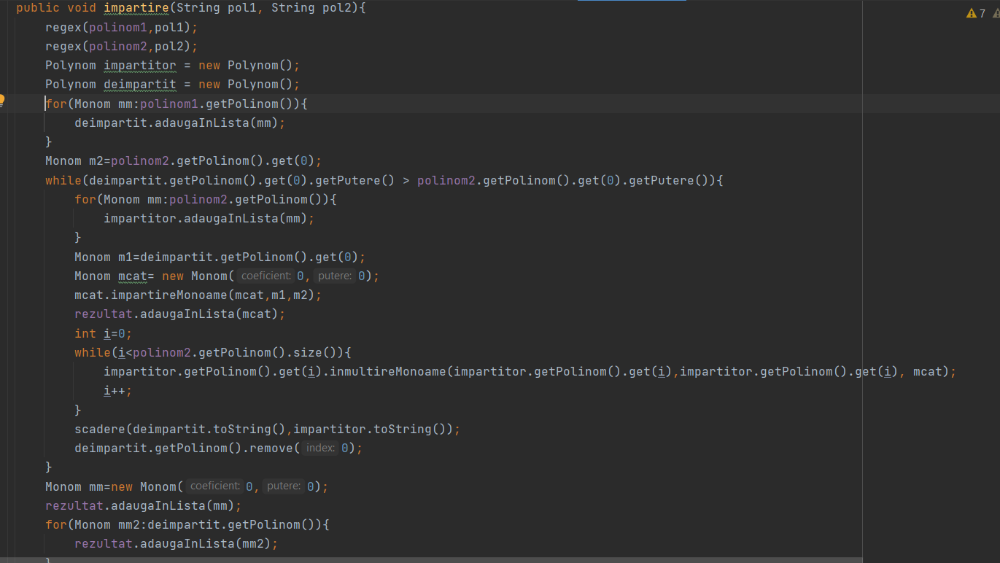 public void impartire(String pol1, String pol2){
7
regex(polinom1,pol1);
regex(polinom2,pol2);
Polynom impartitor = new Polynom();
Polynom deimpartit = new Polynom();
for(Monom mm:polinom1.getPolinom()){
deimpartit.adaugaInLista(mm);
}
Monom m2=polinom2.getPolinom().get(0);
while(deimpartit.getPolinom().get(0).getPutere() > polinom2.getPolinom().get(0).getPutere()){
for(Monom mm:polinom2.getPolinom()){
impartitor.adaugaInLista(mm);
}
Monom m1=deimpartit.getPolinom().get(0);
Monom mcat= new Monom( coeficient: 0, putere: 0);
mcat.impartireMonoame(mcat,m1,m2);
rezultat.adaugaInLista(mcat);
int i=0;
while(i<polinom2.getPolinom().size()){
impartitor.getPolinom().get(i).inmultireMonoame(impartitor.getPolinom().get(i),impartitor.getPolinom().get(i), mcat);
i++;
}
scadere(deimpartit.toString(),impartitor.toString());
deimpartit.getPolinom().remove( index: 0);
}
Monom mm=new Monom( coeficient: 0, putere: 0);
rezultat.adaugaInLista(mm);
for(Monom mm2:deimpartit.getPolinom()){
rezultat.adaugaInLista(mm2);
}